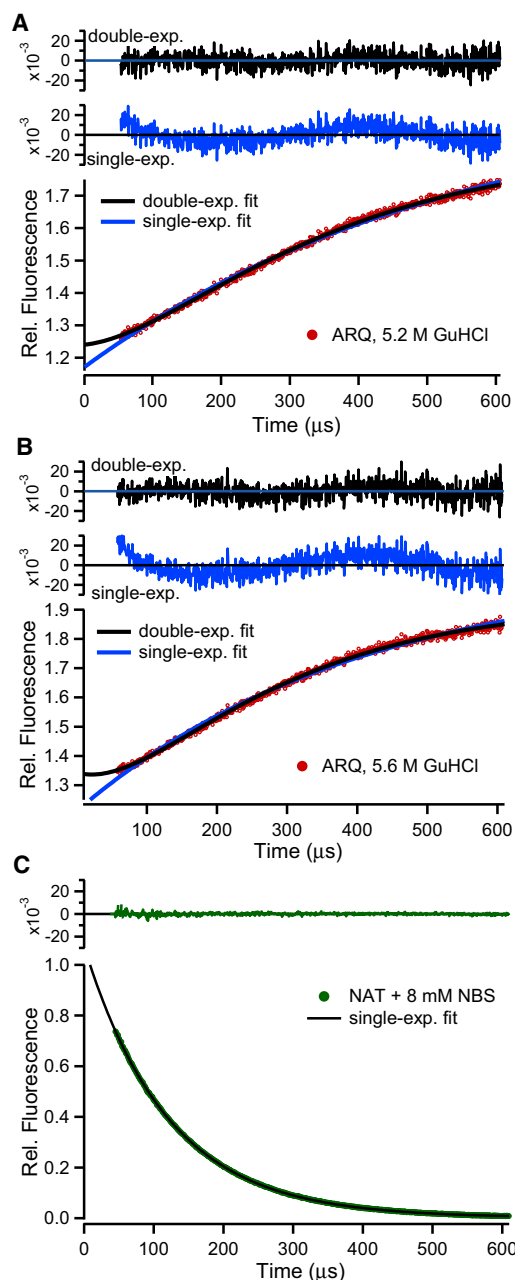 A
double-exp.
x10⁻³
20
0
-20
x10⁻³
20
0
-20
single-exp.
Rel. Fluorescence
1.7
1.6
1.5
1.4
1.3
1.2
double-exp. fit
single-exp. fit
ARQ, 5.2 M GuHCl
0 100 200 300 400 500 600
Time (µs)
B
double-exp.
x10⁻³
20
0
-20
x10⁻³
20
0
-20
single-exp.
Rel. Fluorescence
1.9
1.8
1.7
1.6
1.5
1.4
1.3
double-exp. fit
single-exp. fit
ARQ, 5.6 M GuHCl
100 200 300 400 500 600
Time (µs)
C
x10⁻³
20
0
-20
Rel. Fluorescence
1.0
0.8
0.6
0.4
0.2
0.0
NAT + 8 mM NBS
single-exp. fit
0 100 200 300 400 500 600
Time (µs)